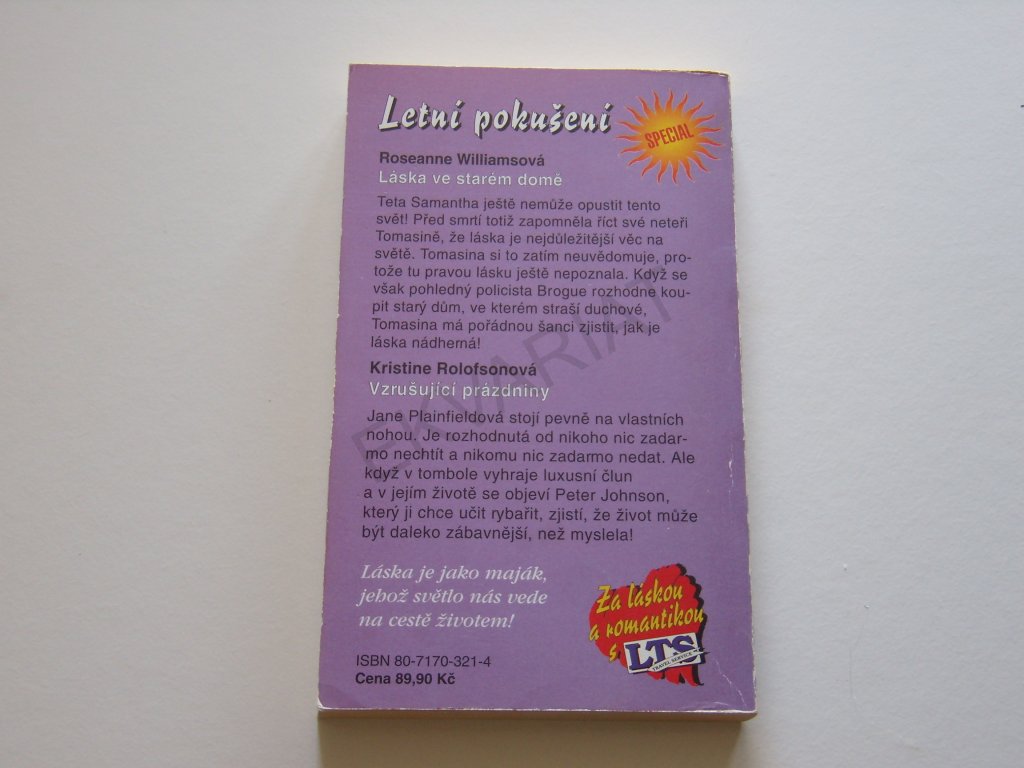 Letní pokušení
SPECIAL
Roseanne Williamsová
Láska ve starém domě
Teta Samantha ještě nemůže opustit tento
svět! Před smrtí totiž zapomněla říct své neteři
Tomasině, že láska je nejdůležitější věc na
světě. Tomasina si to zatím neuvědomuje, pro-
tože tu pravou lásku ještě nepoznala. Když se
však pohledný policista Brogue rozhodne kou-
pit starý dům, ve kterém straší duchové,
Tomasina má pořádnou šanci zjistit, jak je
láska nádherná!
Kristine Rolofsonová
Vzrušující prázdniny
Jane Plainfieldová stojí pevně na vlastních
nohou. Je rozhodnutá od nikoho nic zadar-
mo nechtít a nikomu nic zadarmo nedat. Ale
když v tombole vyhraje luxusní člun
a v jejím životě se objeví Peter Johnson,
který ji chce učit rybařit, zjistí, že život může
být daleko zábavnější, než myslela!
Láska je jako maják,
jehož světlo nás vede
na cestě životem!
Za láskou
a romantikou
s LTS
TRAVEL SERVICE
ISBN 80-7170-321-4
Cena 89,90 Kč
EKVARIAT